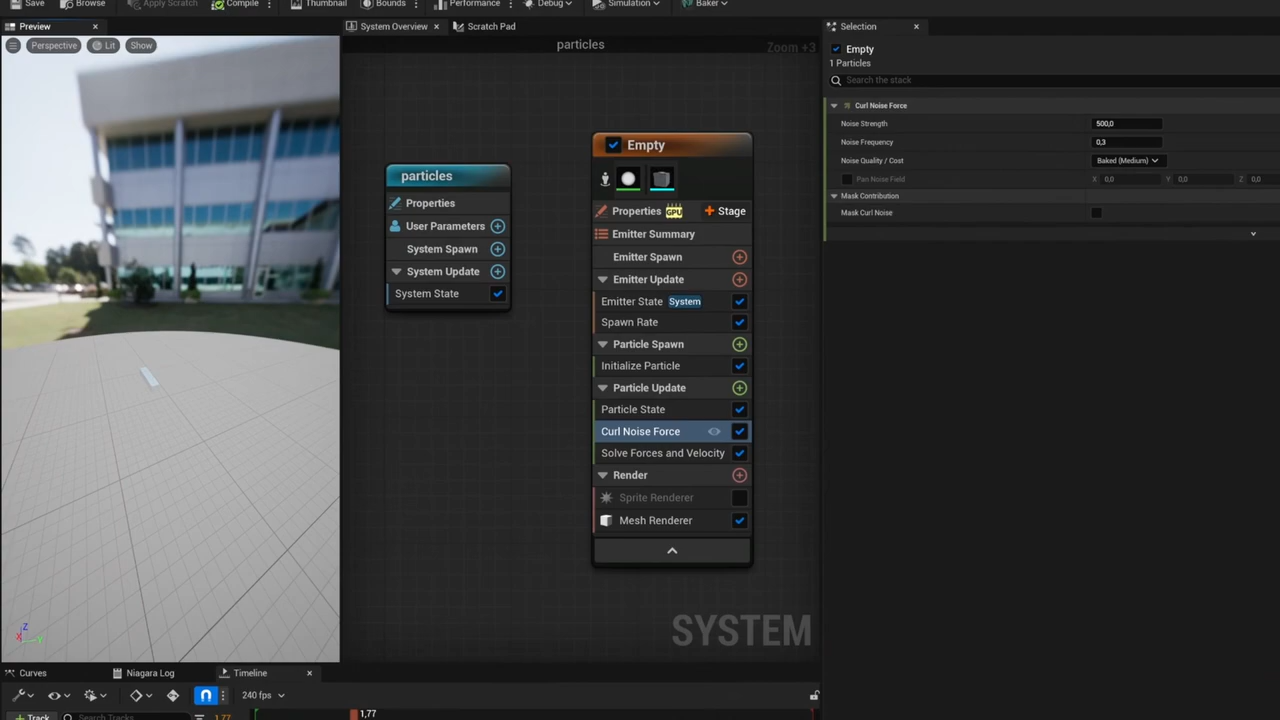 Save Browse Apply Scratch Compile Thumbnail Bounds Performance Debug Simulation Baker
Preview
System Overview
Scratch Pad
Selection
Perspective
Lit
Show
particles
Zoom +3
Empty
1 Particles
Search the stack
Curl Noise Force
Noise Strength 500,0
Noise Frequency 0,3
Noise Quality / Cost Baked (Medium)
Pan Noise Field X 0,0 Y 0,0 Z 0,0
Mask Contribution
Mask Curl Noise
particles
Properties
User Parameters
System Spawn
System Update
System State
Empty
Properties GPU Stage
Emitter Summary
Emitter Spawn
Emitter Update
Emitter State System
Spawn Rate
Particle Spawn
Initialize Particle
Particle Update
Particle State
Curl Noise Force
Solve Forces and Velocity
Render
Sprite Renderer
Mesh Renderer
SYSTEM
Z
X Y
Curves
Niagara Log
Timeline
240 fps
Track
Search Tracks
1,77
1,77